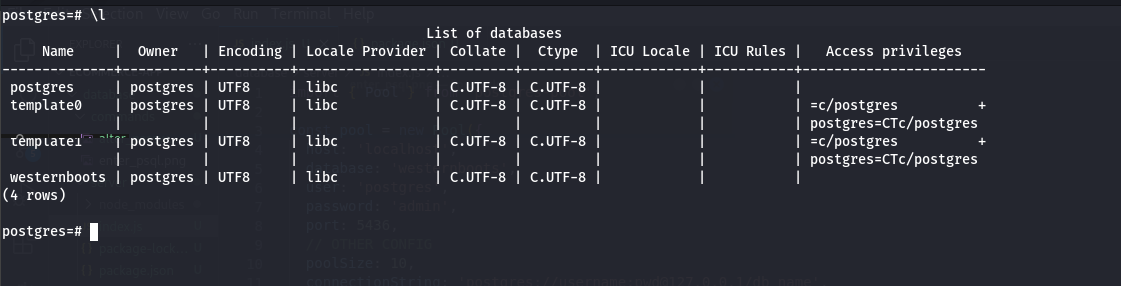 postgres=# \l
List of databases
Name | Owner | Encoding | Locale Provider | Collate | Ctype | ICU Locale | ICU Rules | Access privileges
-------------+----------+----------+-----------------+---------+---------+------------+-----------+-----------------------
postgres | postgres | UTF8 | libc | C.UTF-8 | C.UTF-8 | | |
template0 | postgres | UTF8 | libc | C.UTF-8 | C.UTF-8 | | | =c/postgres +
| | | | | | | | postgres=CTc/postgres
template1 | postgres | UTF8 | libc | C.UTF-8 | C.UTF-8 | | | =c/postgres +
| | | | | | | | postgres=CTc/postgres
westernboots | postgres | UTF8 | libc | C.UTF-8 | C.UTF-8 | | |
(4 rows)
postgres=#